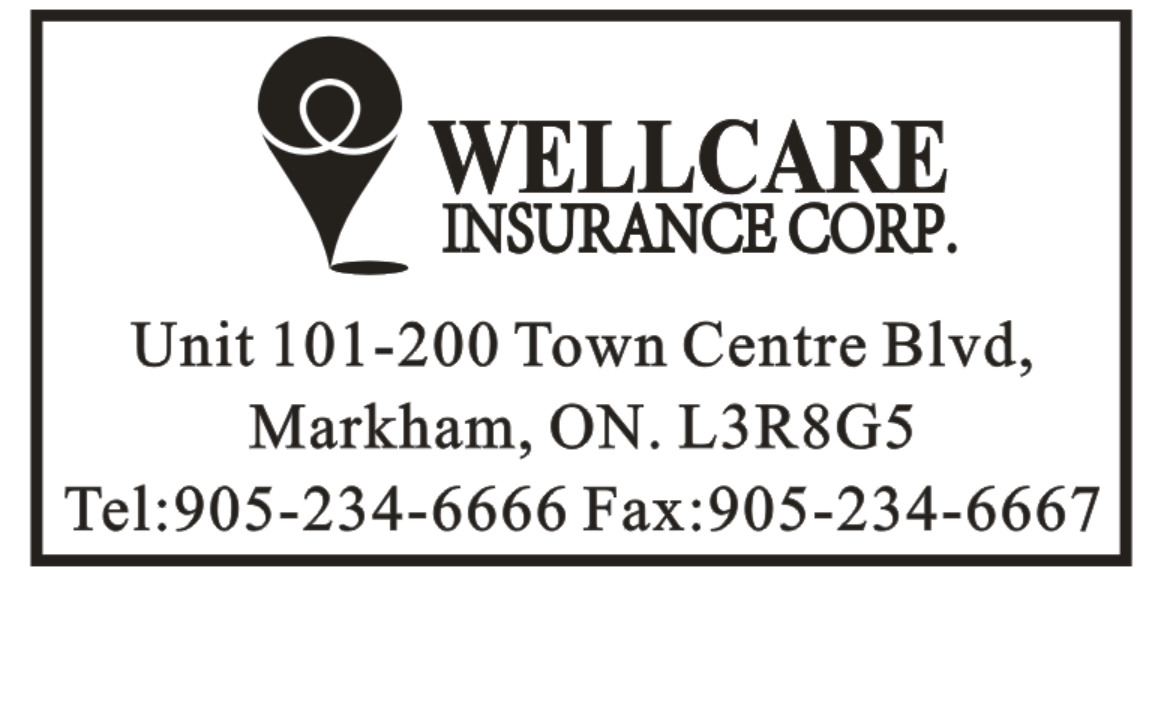 WELLCARE
INSURANCE CORP.
Unit 101-200 Town Centre Blvd,
Markham, ON. L3R8G5
Tel:905-234-6666 Fax:905-234-6667